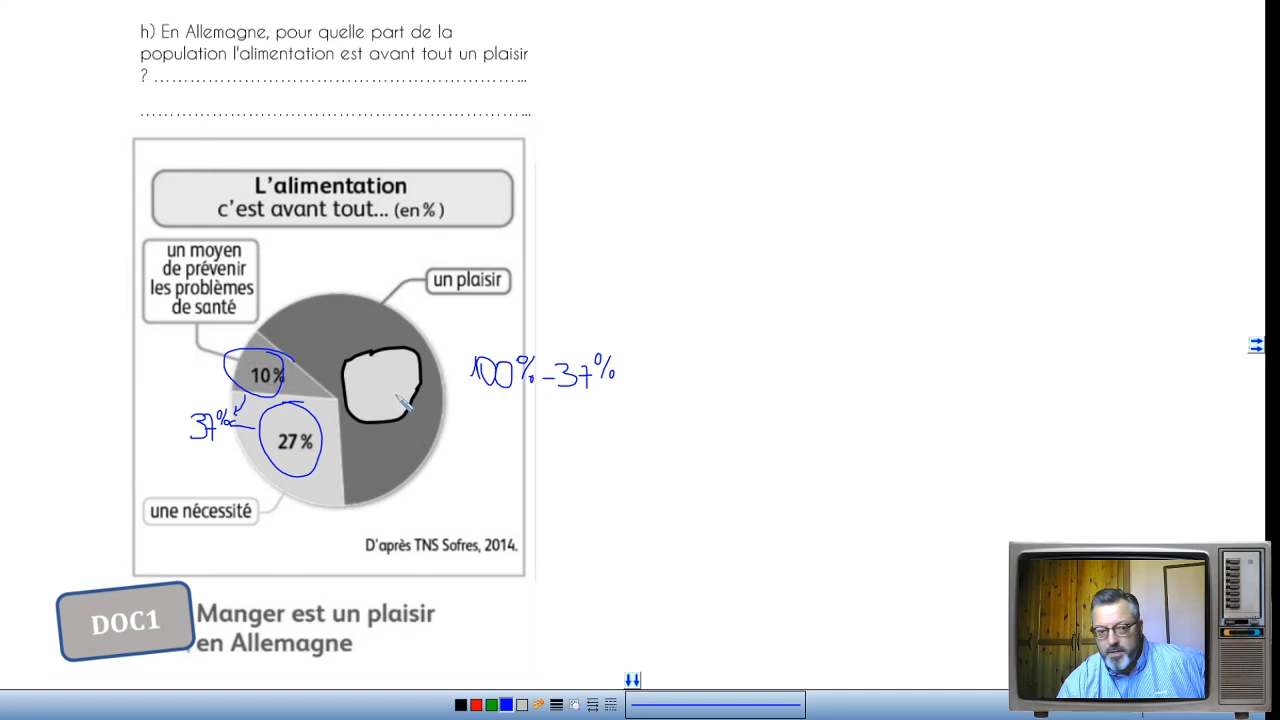 h) En Allemagne, pour quelle part de la
population l'alimentation est avant tout un plaisir
? ……………………………………………………...
………………………………………………………...
L'alimentation
c'est avant tout... (en %)
un moyen
de prévenir
les problèmes
de santé
un plaisir
10%
100% - 37%
37%
27%
une nécessité
D'après TNS Sofres, 2014.
DOC1
Manger est un plaisir
en Allemagne